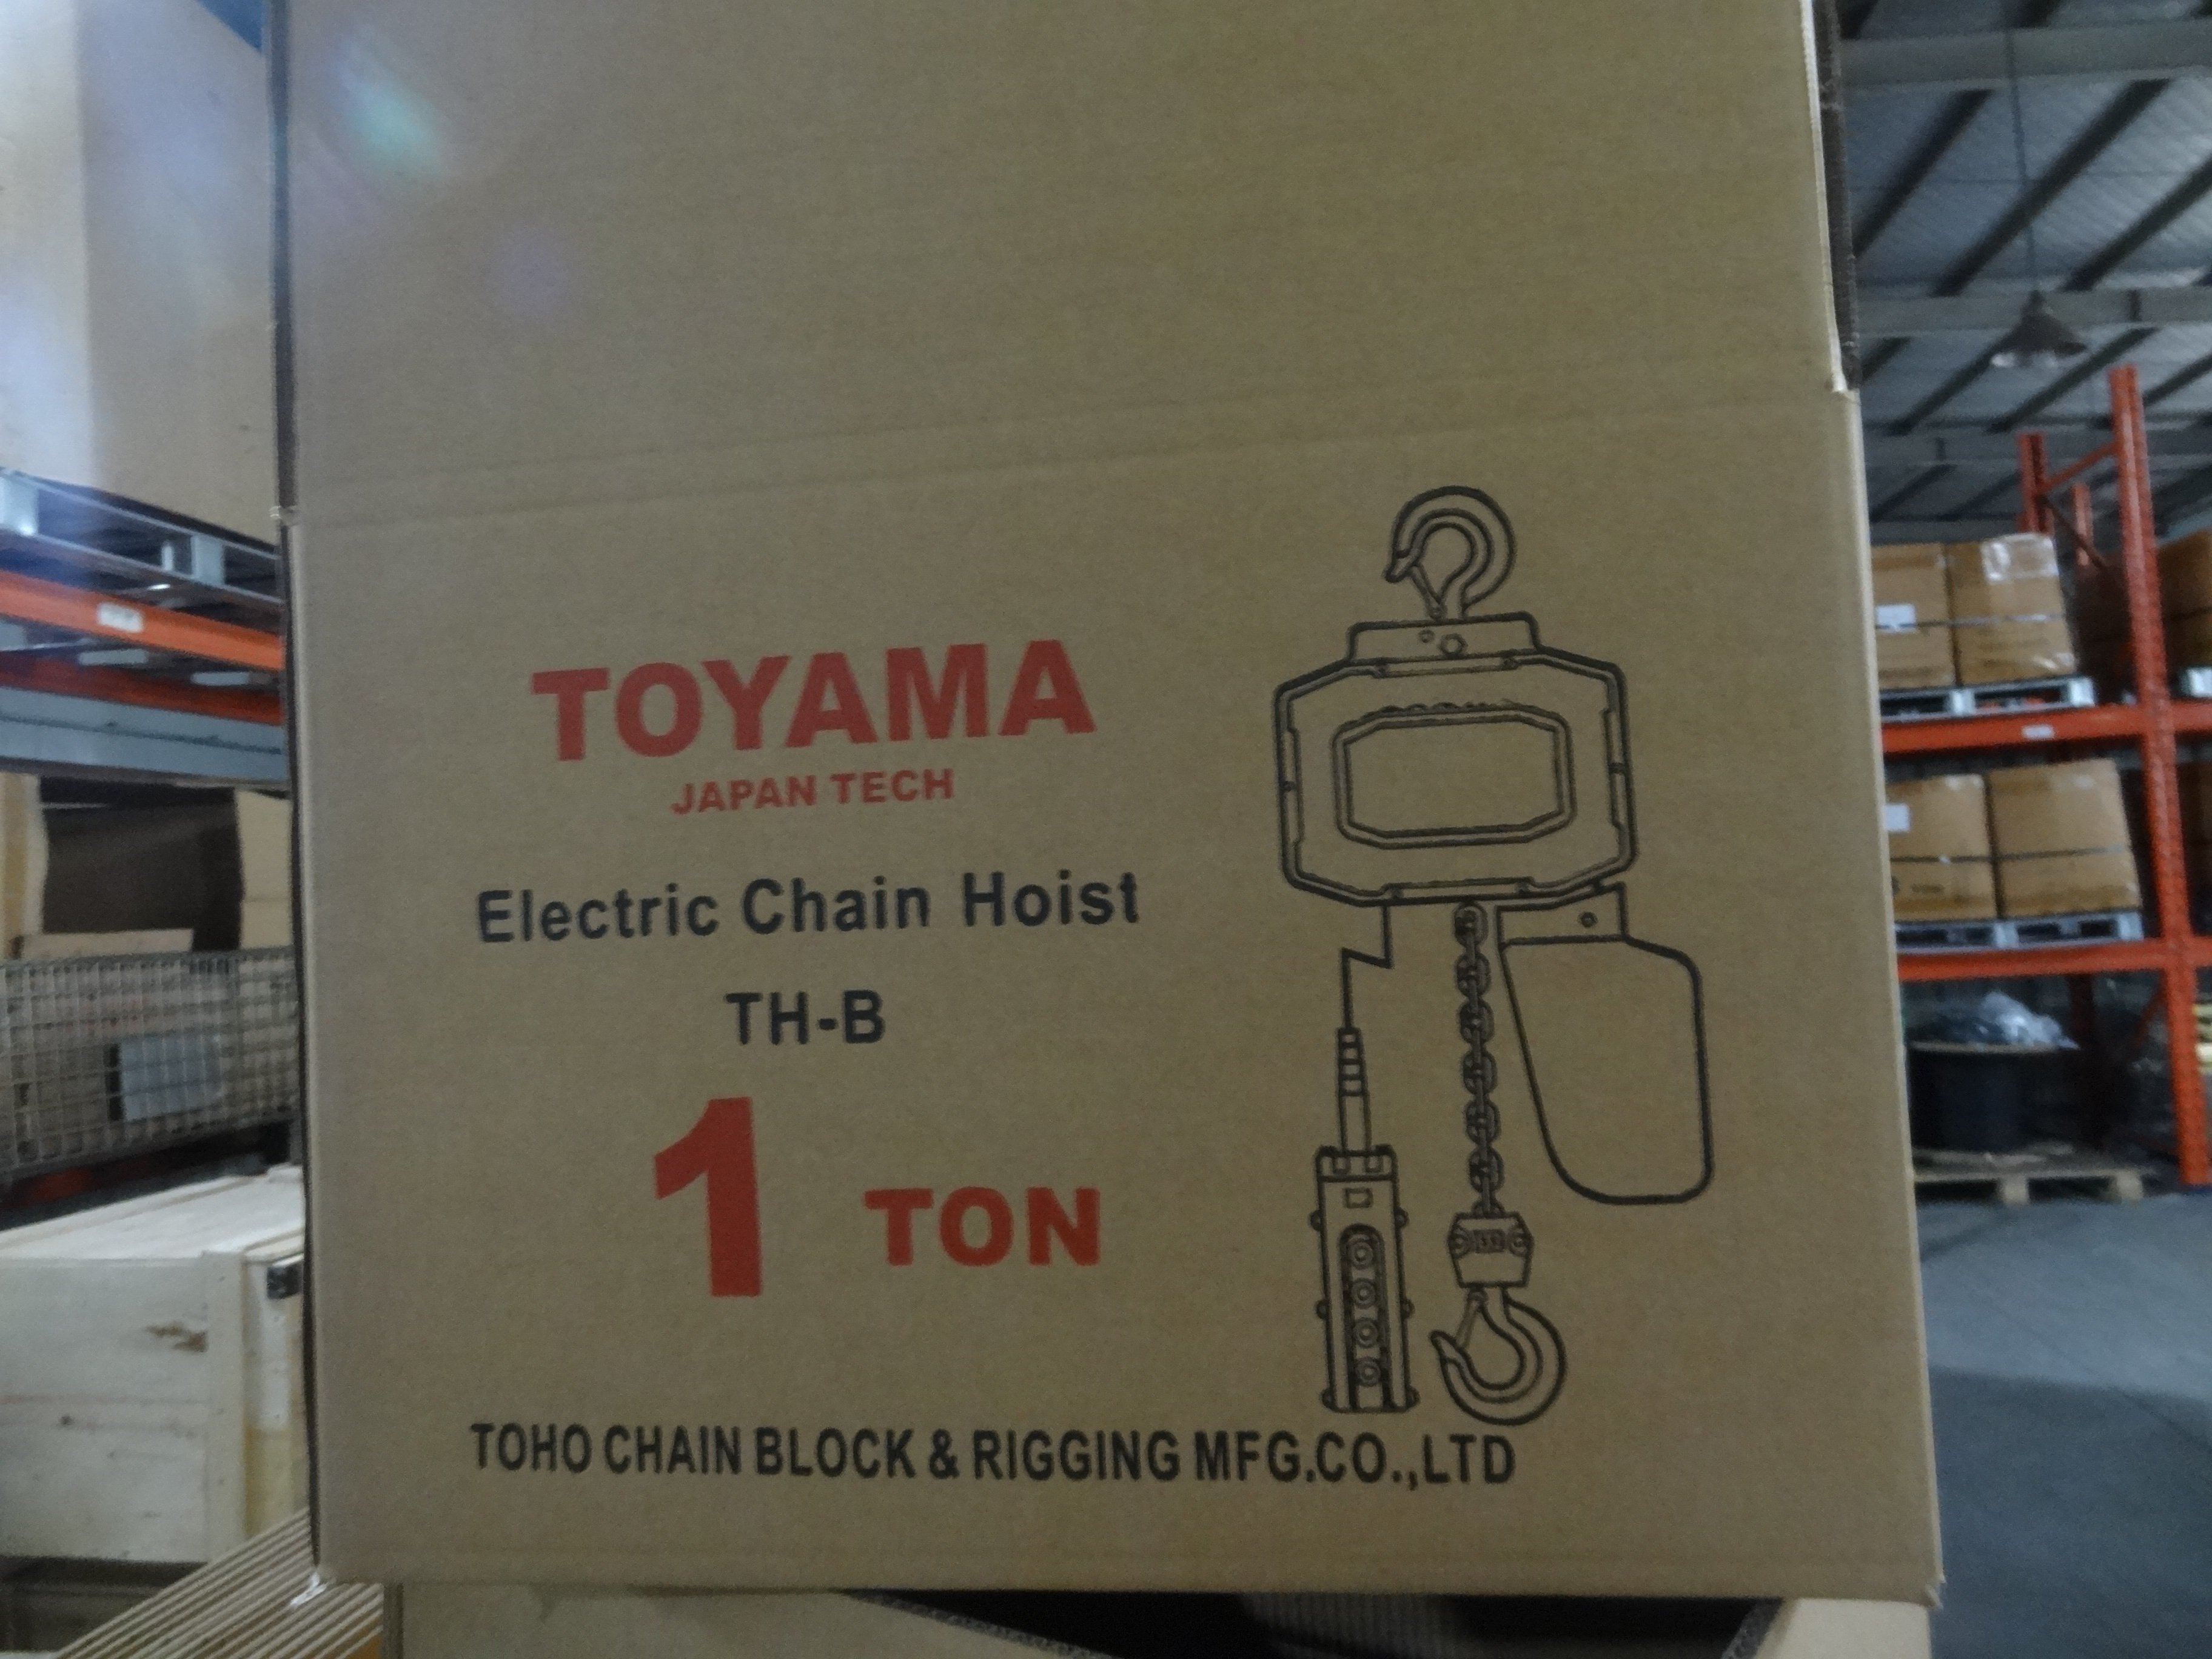 TOYAMA
JAPAN TECH
Electric Chain Hoist
TH-B
1 TON
TOHO CHAIN BLOCK & RIGGING MFG.CO.,LTD